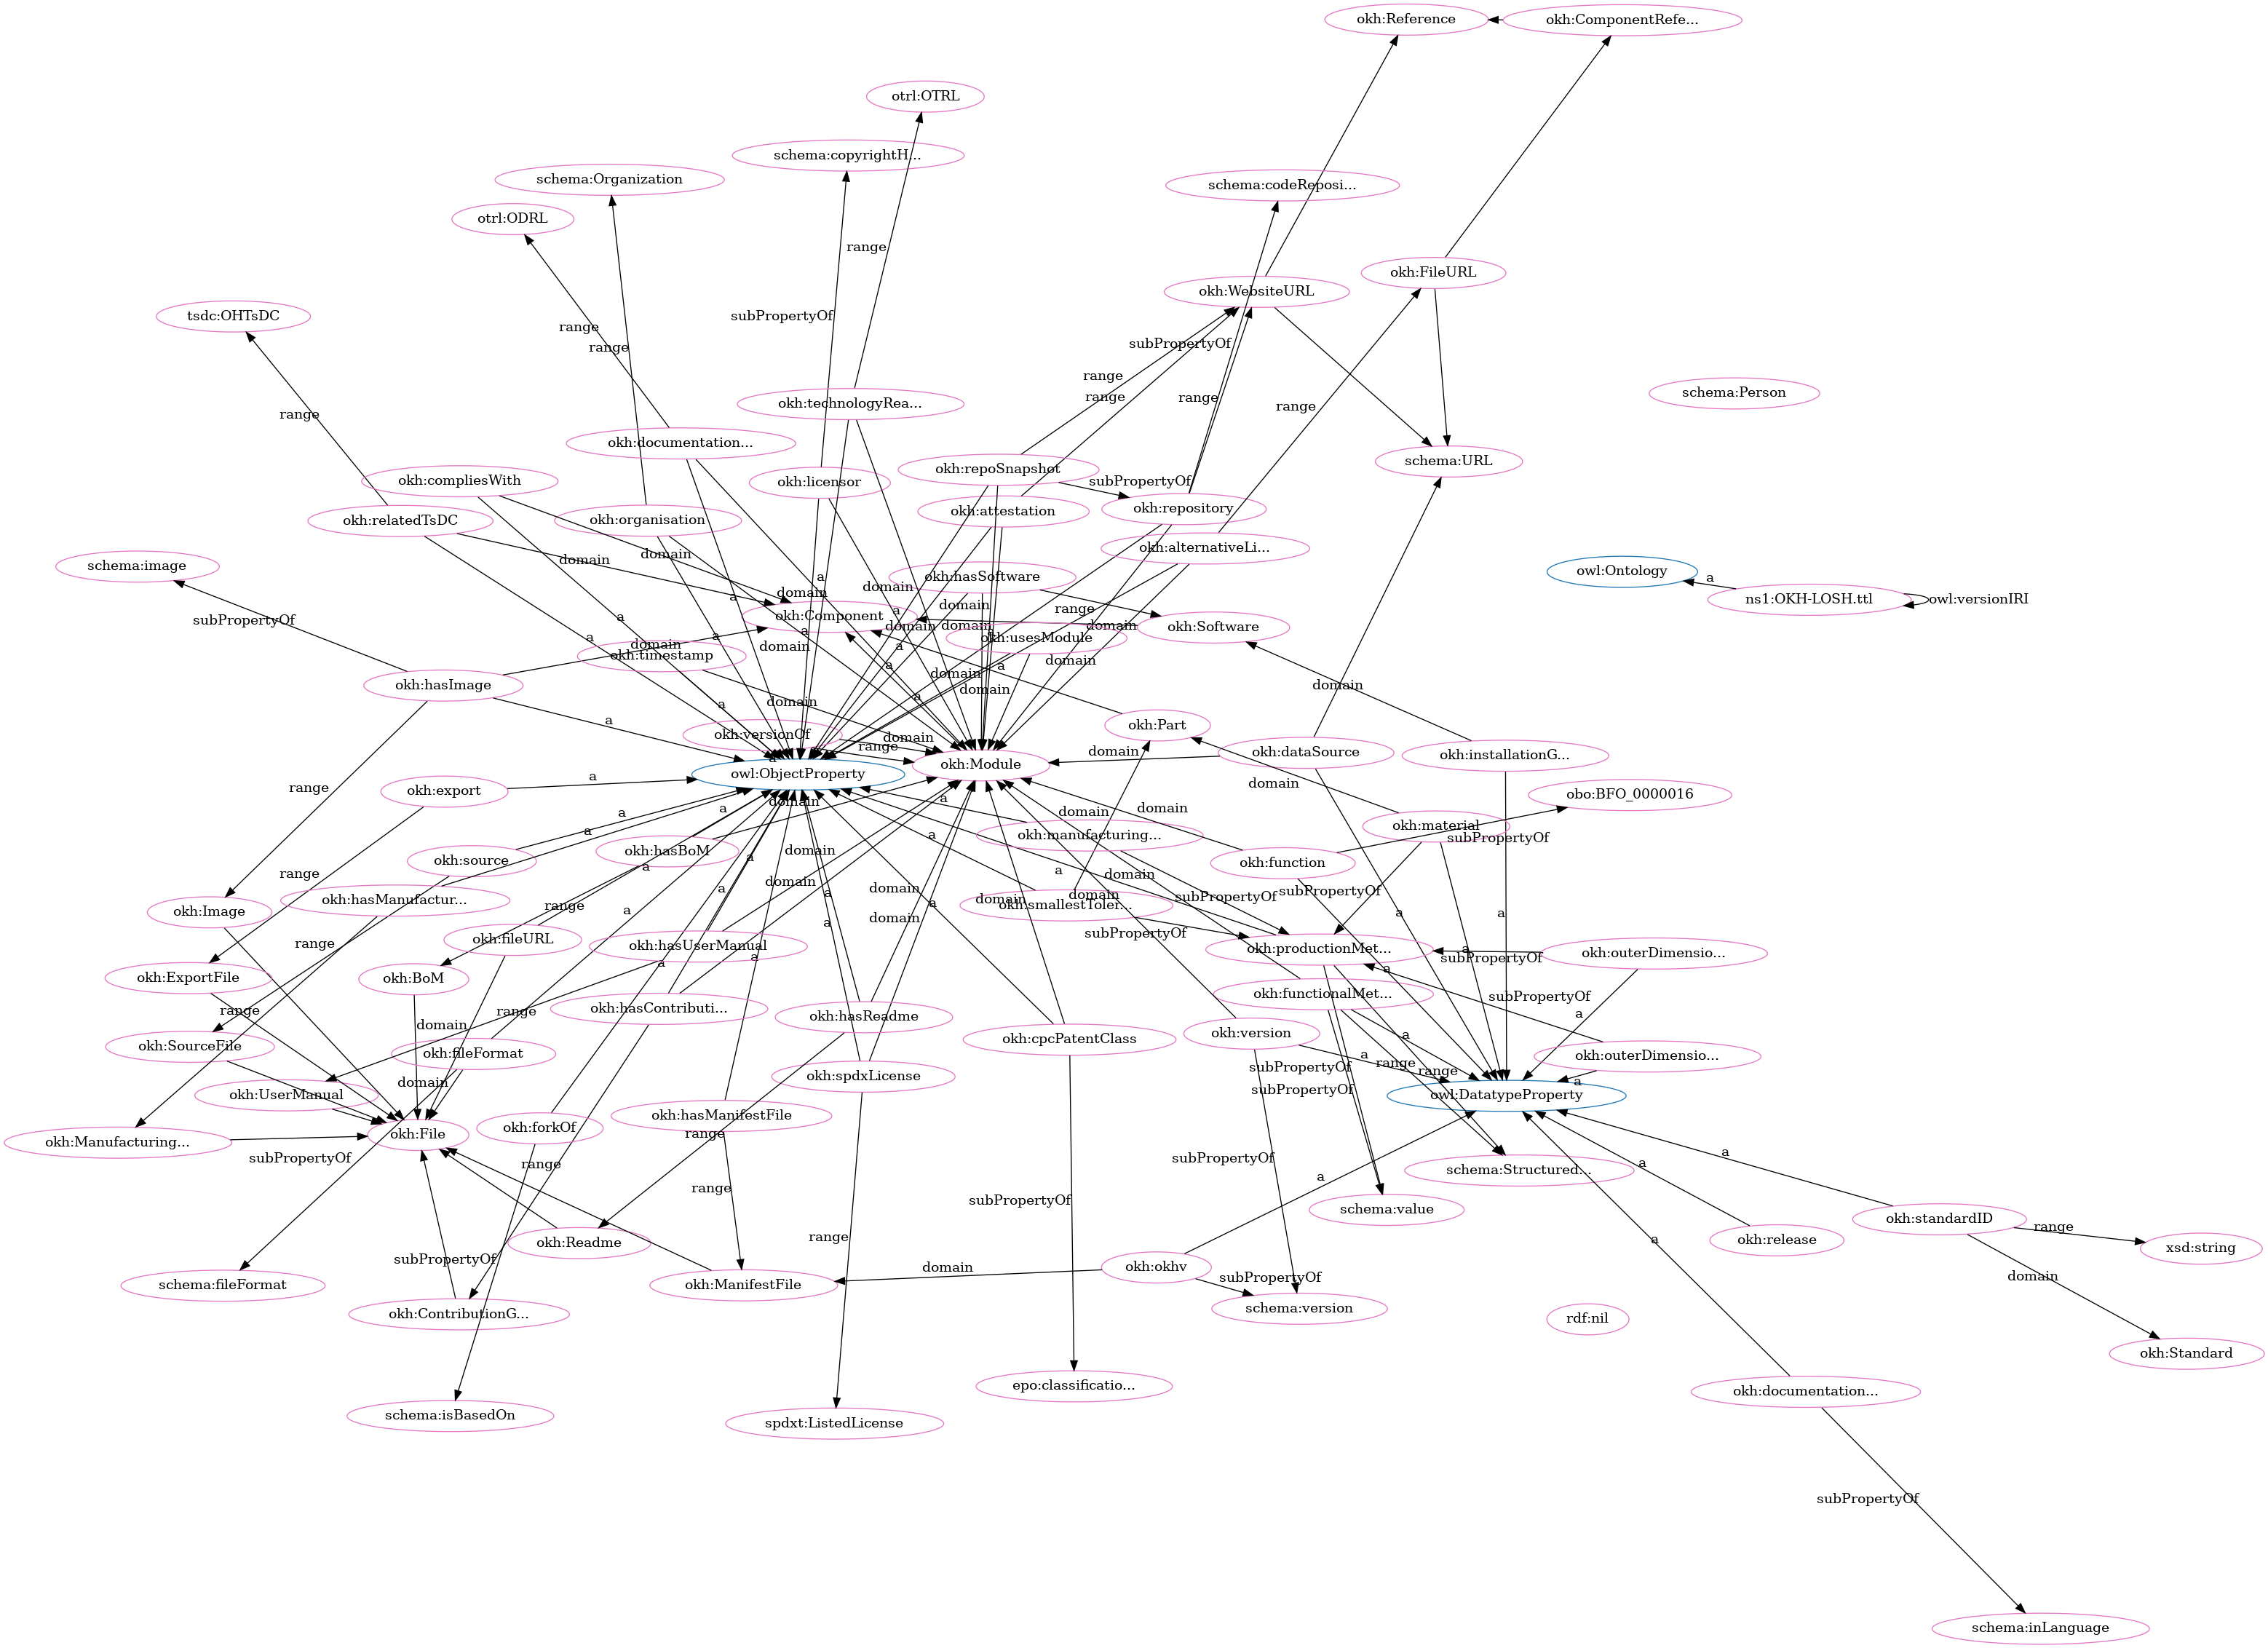 okh:Reference
okh:ComponentRefe...
otrl:OTRL
schema:copyrightH...
schema:Organization
schema:codeReposi...
otrl:ODRL
range
okh:FileURL
okh:WebsiteURL
tsdc:OHTsDC
subPropertyOf
range
range
subPropertyOf
range
schema:Person
range
range
okh:technologyRea...
range
range
okh:documentation...
schema:URL
okh:repoSnapshot
okh:compliesWith
okh:licensor
subPropertyOf
okh:repository
okh:attestation
okh:relatedTsDC
okh:organisation
okh:alternativeLi...
domain
domain
schema:image
owl:Ontology
a
okh:hasSoftware
a
domain
domain
a
ns1:OKH-LOSH.ttl
owl:versionIRI
domain
a
range
okh:Component
subPropertyOf
domain
domain
domain
okh:Software
a
a
a
okh:usesModule
domain
domain
a
okh:timestamp
domain
a
a
domain
domain
okh:hasImage
domain
a
domain
a
domain
a
okh:Part
okh:versionOf
domain
range
domain
okh:dataSource
okh:installationG...
a
okh:Module
owl:ObjectProperty
a
domain
range
okh:export
obo:BFO_0000016
a
domain
a
a
domain
domain
a
okh:material
subPropertyOf
okh:manufacturing...
a
okh:hasBoM
domain
a
okh:source
okh:function
a
range
a
domain
domain
domain
subPropertyOf
a
okh:hasManufactur...
domain
domain
subPropertyOf
okh:smallestToler...
range
okh:Image
a
a
a
domain
subPropertyOf
okh:fileURL
range
okh:hasUserManual
okh:productionMet...
a
okh:outerDimensio...
subPropertyOf
a
a
a
okh:ExportFile
okh:BoM
okh:functionalMet...
subPropertyOf
okh:hasContributi...
range
range
okh:hasReadme
a
domain
okh:version
a
okh:cpcPatentClass
okh:SourceFile
okh:fileFormat
a
okh:outerDimensio...
range
subPropertyOf
range
okh:spdxLicense
domain
a
subPropertyOf
okh:UserManual
owl:DatatypeProperty
okh:hasManifestFile
okh:forkOf
okh:File
range
okh:Manufacturing...
a
subPropertyOf
subPropertyOf
range
a
schema:Structured...
a
range
subPropertyOf
schema:value
okh:standardID
range
range
okh:Readme
okh:release
xsd:string
subPropertyOf
domain
okh:okhv
domain
subPropertyOf
schema:fileFormat
okh:ManifestFile
schema:version
okh:ContributionG...
rdf:nil
okh:Standard
epo:classificatio...
okh:documentation...
schema:isBasedOn
spdxt:ListedLicense
subPropertyOf
schema:inLanguage